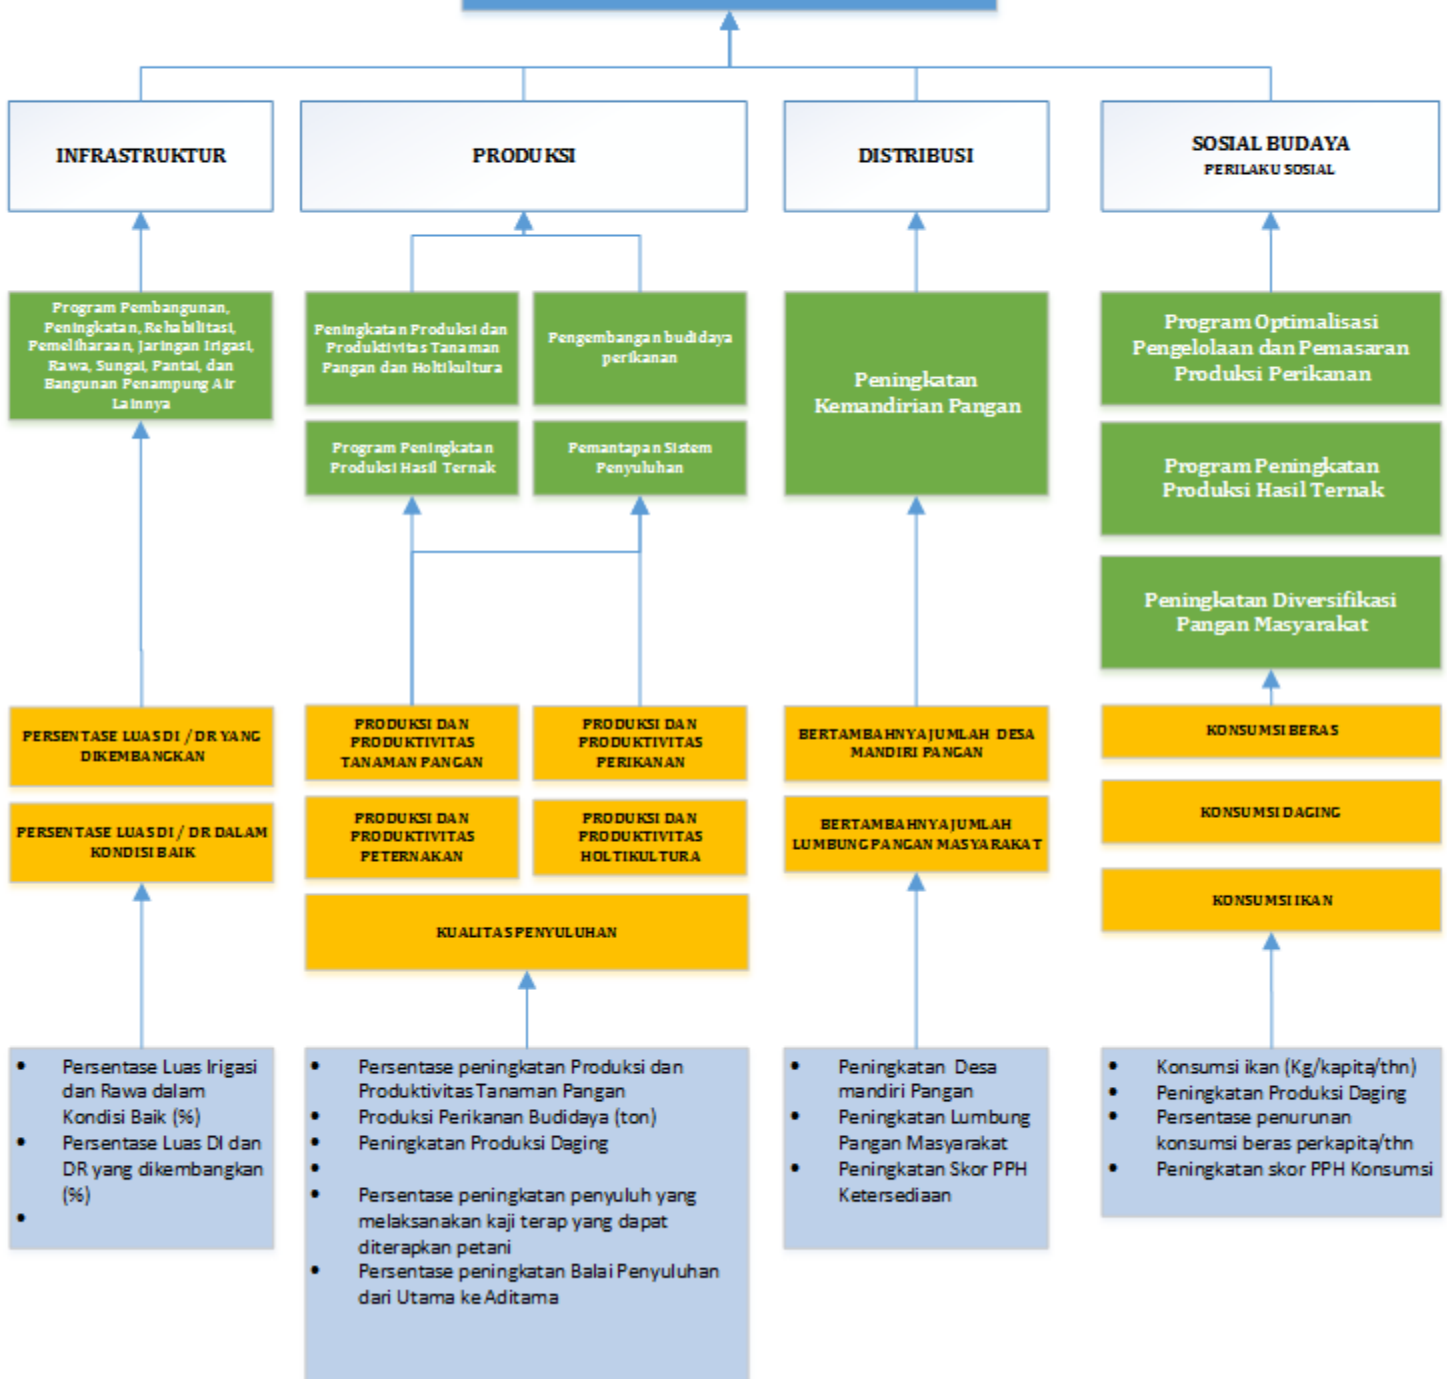 INFRASTRUKTUR
PRODUKSI
DISTRIBUSI
SOSIAL BUDAYA
PERILAKU SOSIAL
Program Pembangunan,
Peningkatan, Rehabilitasi,
Pemeliharaan, Jaringan Irigasi,
Rawa, Sungai, Pantai, dan
Bangunan Penampung Air
Lainnya
Peningkatan Produksi dan
Produktivitas Tanaman
Pangan dan Holtikultura
Pengembangan budidaya
perikanan
Program Peningkatan
Produksi Hasil Ternak
Pemantapan Sistem
Penyuluhan
Peningkatan
Kemandirian Pangan
Program Optimalisasi
Pengelolaan dan Pemasaran
Produksi Perikanan
Program Peningkatan
Produksi Hasil Ternak
Peningkatan Diversifikasi
Pangan Masyarakat
PERSENTASE LUAS DI / DR YANG
DIKEMBANGKAN
PERSENTASE LUAS DI / DR DALAM
KONDISI BAIK
PRODUKSI DAN
PRODUKTIVITAS
TANAMAN PANGAN
PRODUKSI DAN
PRODUKTIVITAS
PERIKANAN
PRODUKSI DAN
PRODUKTIVITAS
PETERNAKAN
PRODUKSI DAN
PRODUKTIVITAS
HOLTIKULTURA
KUALITAS PENYULUHAN
BERTAMBAHNYA JUMLAH DESA
MANDIRI PANGAN
BERTAMBAHNYA JUMLAH
LUMBUNG PANGAN MASYARAKAT
KONSUMSI BERAS
KONSUMSI DAGING
KONSUMSI IKAN
• Persentase Luas Irigasi
dan Rawa dalam
Kondisi Baik (%)
• Persentase Luas DI dan
DR yang dikembangkan
(%)
•
• Persentase peningkatan Produksi dan
Produktivitas Tanaman Pangan
• Produksi Perikanan Budidaya (ton)
• Peningkatan Produksi Daging
•
• Persentase peningkatan penyuluh yang
melaksanakan kaji terap yang dapat
diterapkan petani
• Persentase peningkatan Balai Penyuluhan
dari Utama ke Aditama
• Peningkatan Desa
mandiri Pangan
• Peningkatan Lumbung
Pangan Masyarakat
• Peningkatan Skor PPH
Ketersediaan
• Konsumsi ikan (Kg/kapita/thn)
• Peningkatan Produksi Daging
• Persentase penurunan
konsumsi beras perkapita/thn
• Peningkatan skor PPH Konsumsi